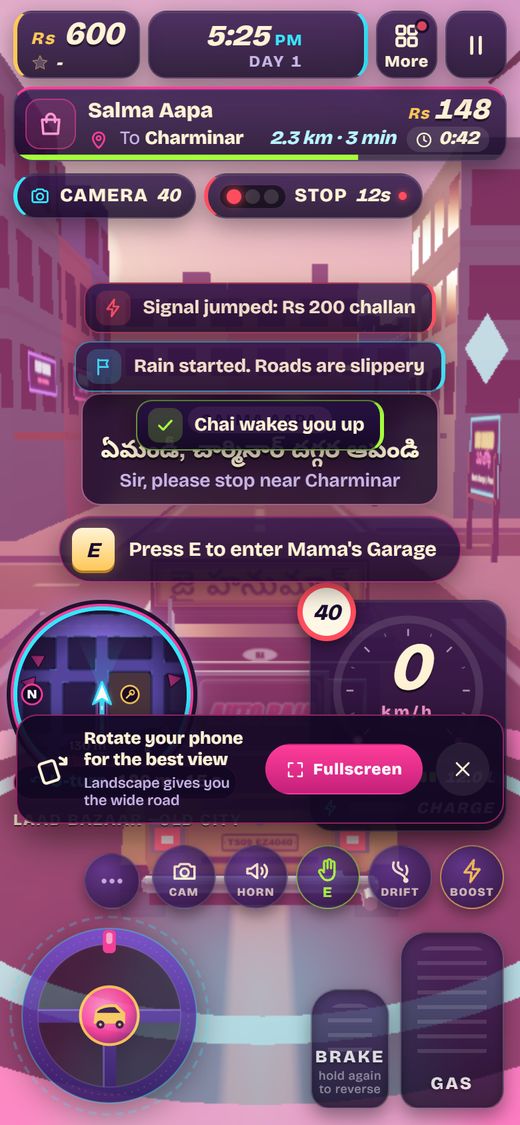 Rs 600
-
5:25 PM
DAY 1
More
Salma Aapa
Rs 148
To Charminar
2.3 km · 3 min
0:42
CAMERA 40
STOP 12s
Signal jumped: Rs 200 challan
Rain started. Roads are slippery
Chai wakes you up
ఏమండీ, చార్మినార్ దగ్గర ఆపండి
Sir, please stop near Charminar
E
Press E to enter Mama's Garage
40
N
0
km/h
Rotate your phone
for the best view
Landscape gives you
the wide road
Fullscreen
CHARGE
LAAD BAZAAR · OLD CITY
TS09 EZ4040
CAM
HORN
E
DRIFT
BOOST
BRAKE
hold again
to reverse
GAS